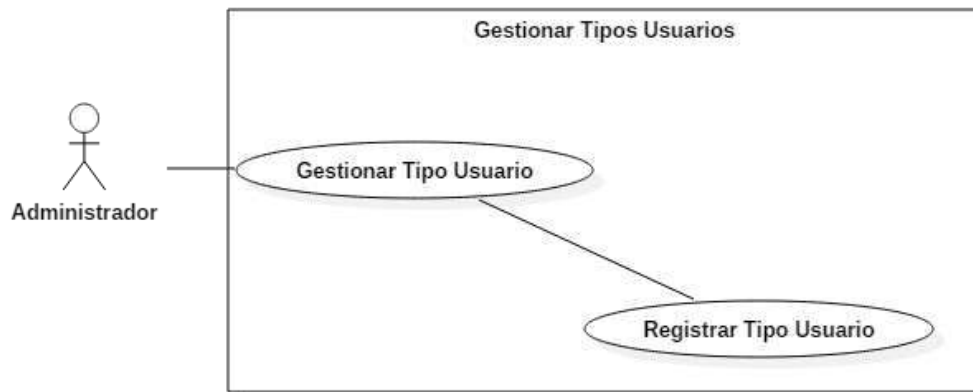 Gestionar Tipos Usuarios
Gestionar Tipo Usuario
Administrador
Registrar Tipo Usuario